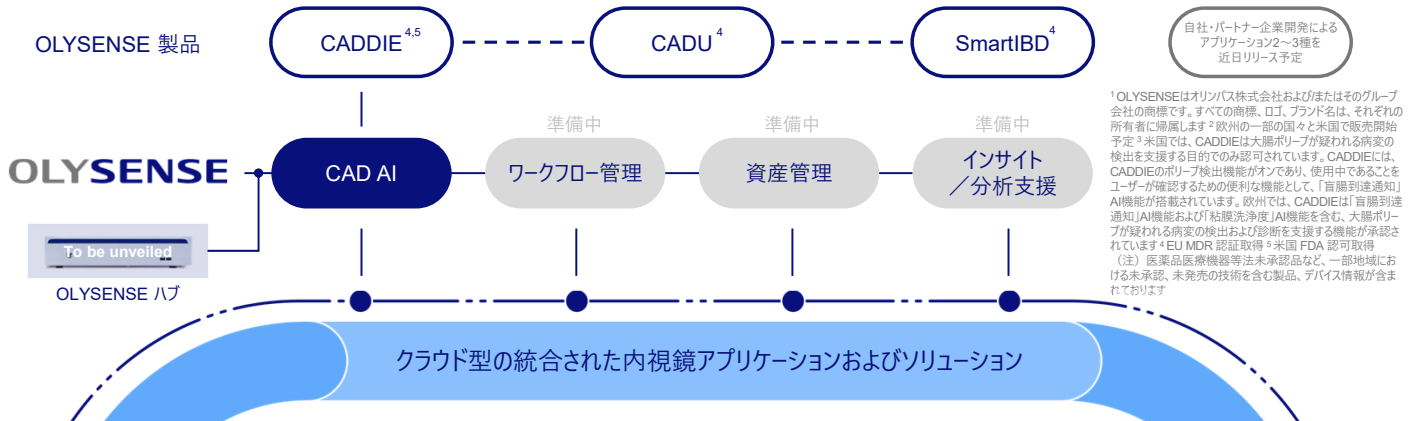 OLYSENSE 製品
CADDIE4,5
CADU4
SmartIBD4
自社・パートナー企業開発による
アプリケーション2～3種を
近日リリース予定
1 OLYSENSEはオリンパス株式会社および/またはそのグループ
会社の商標です。すべての商標、ロゴ、ブランド名は、それぞれの
所有者に帰属します 2 欧州の一部の国々と米国で販売開始
予定 3 米国では、CADDIEは大腸ポリープが疑われる病変の
検出を支援する目的でのみ認可されています。CADDIEには、
CADDIEのポリープ検出機能がオンであり、使用中であることを
ユーザーが確認するための便利な機能として、「盲腸到達通知」
AI機能が搭載されています。欧州では、CADDIEは「盲腸到達
通知」AI機能および「粘膜洗浄度」AI機能を含む、大腸ポリー
プが疑われる病変の検出および診断を支援する機能が承認さ
れています 4 EU MDR 認証取得 5 米国 FDA 認可取得
（注）医薬品医療機器等法未承認品など、一部地域にお
ける未承認、未発売の技術を含む製品、デバイス情報が含ま
れております
準備中
準備中
準備中
OLYSENSE
CAD AI
ワークフロー管理
資産管理
インサイト
／分析支援
To be unveiled
OLYSENSE ハブ
クラウド型の統合された内視鏡アプリケーションおよびソリューション